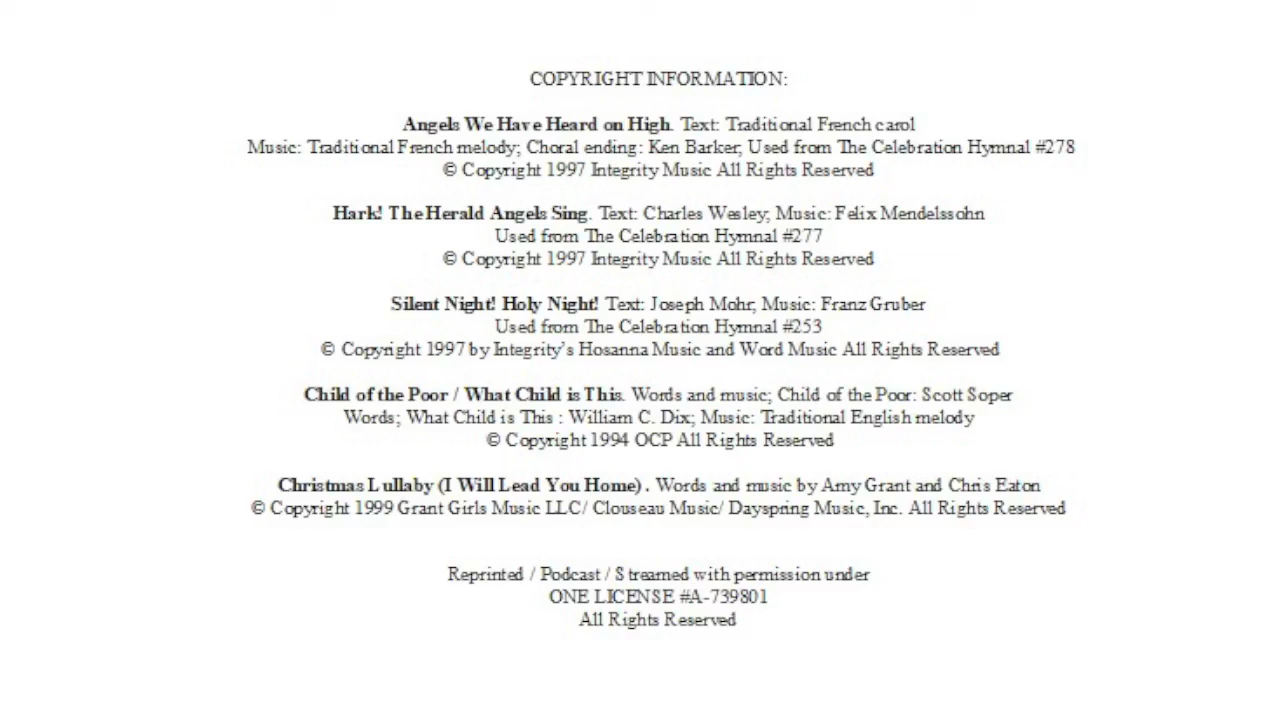 COPYRIGHT INFORMATION:
Angels We Have Heard on High. Text: Traditional French carol
Music: Traditional French melody; Choral ending: Ken Barker; Used from The Celebration Hymnal #278
© Copyright 1997 Integrity Music All Rights Reserved
Hark! The Herald Angels Sing. Text: Charles Wesley; Music: Felix Mendelssohn
Used from The Celebration Hymnal #277
© Copyright 1997 Integrity Music All Rights Reserved
Silent Night! Holy Night! Text: Joseph Mohr; Music: Franz Gruber
Used from The Celebration Hymnal #253
© Copyright 1997 by Integrity’s Hosanna Music and Word Music All Rights Reserved
Child of the Poor / What Child is This. Words and music; Child of the Poor: Scott Soper
Words; What Child is This : William C. Dix; Music: Traditional English melody
© Copyright 1994 OCP All Rights Reserved
Christmas Lullaby (I Will Lead You Home). Words and music by Amy Grant and Chris Eaton
© Copyright 1999 Grant Girls Music LLC/ Clouseau Music/ Dayspring Music, Inc. All Rights Reserved
Reprinted / Podcast / Streamed with permission under
ONE LICENSE #A-739801
All Rights Reserved